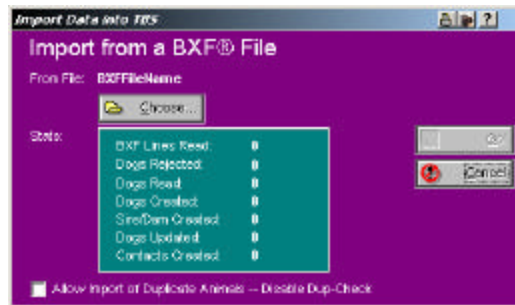 Import Data into TBS
?
Import from a BXF® File
From File: BXFFileName
Choose...
Stats:
BXF Lines Read: 0
Dogs Rejected: 0
Dogs Read: 0
Dogs Created: 0
Sire/Dam Created: 0
Dogs Updated: 0
Contacts Created: 0
Go
Cancel
Allow Import of Duplicate Animals -- Disable Dup-Check